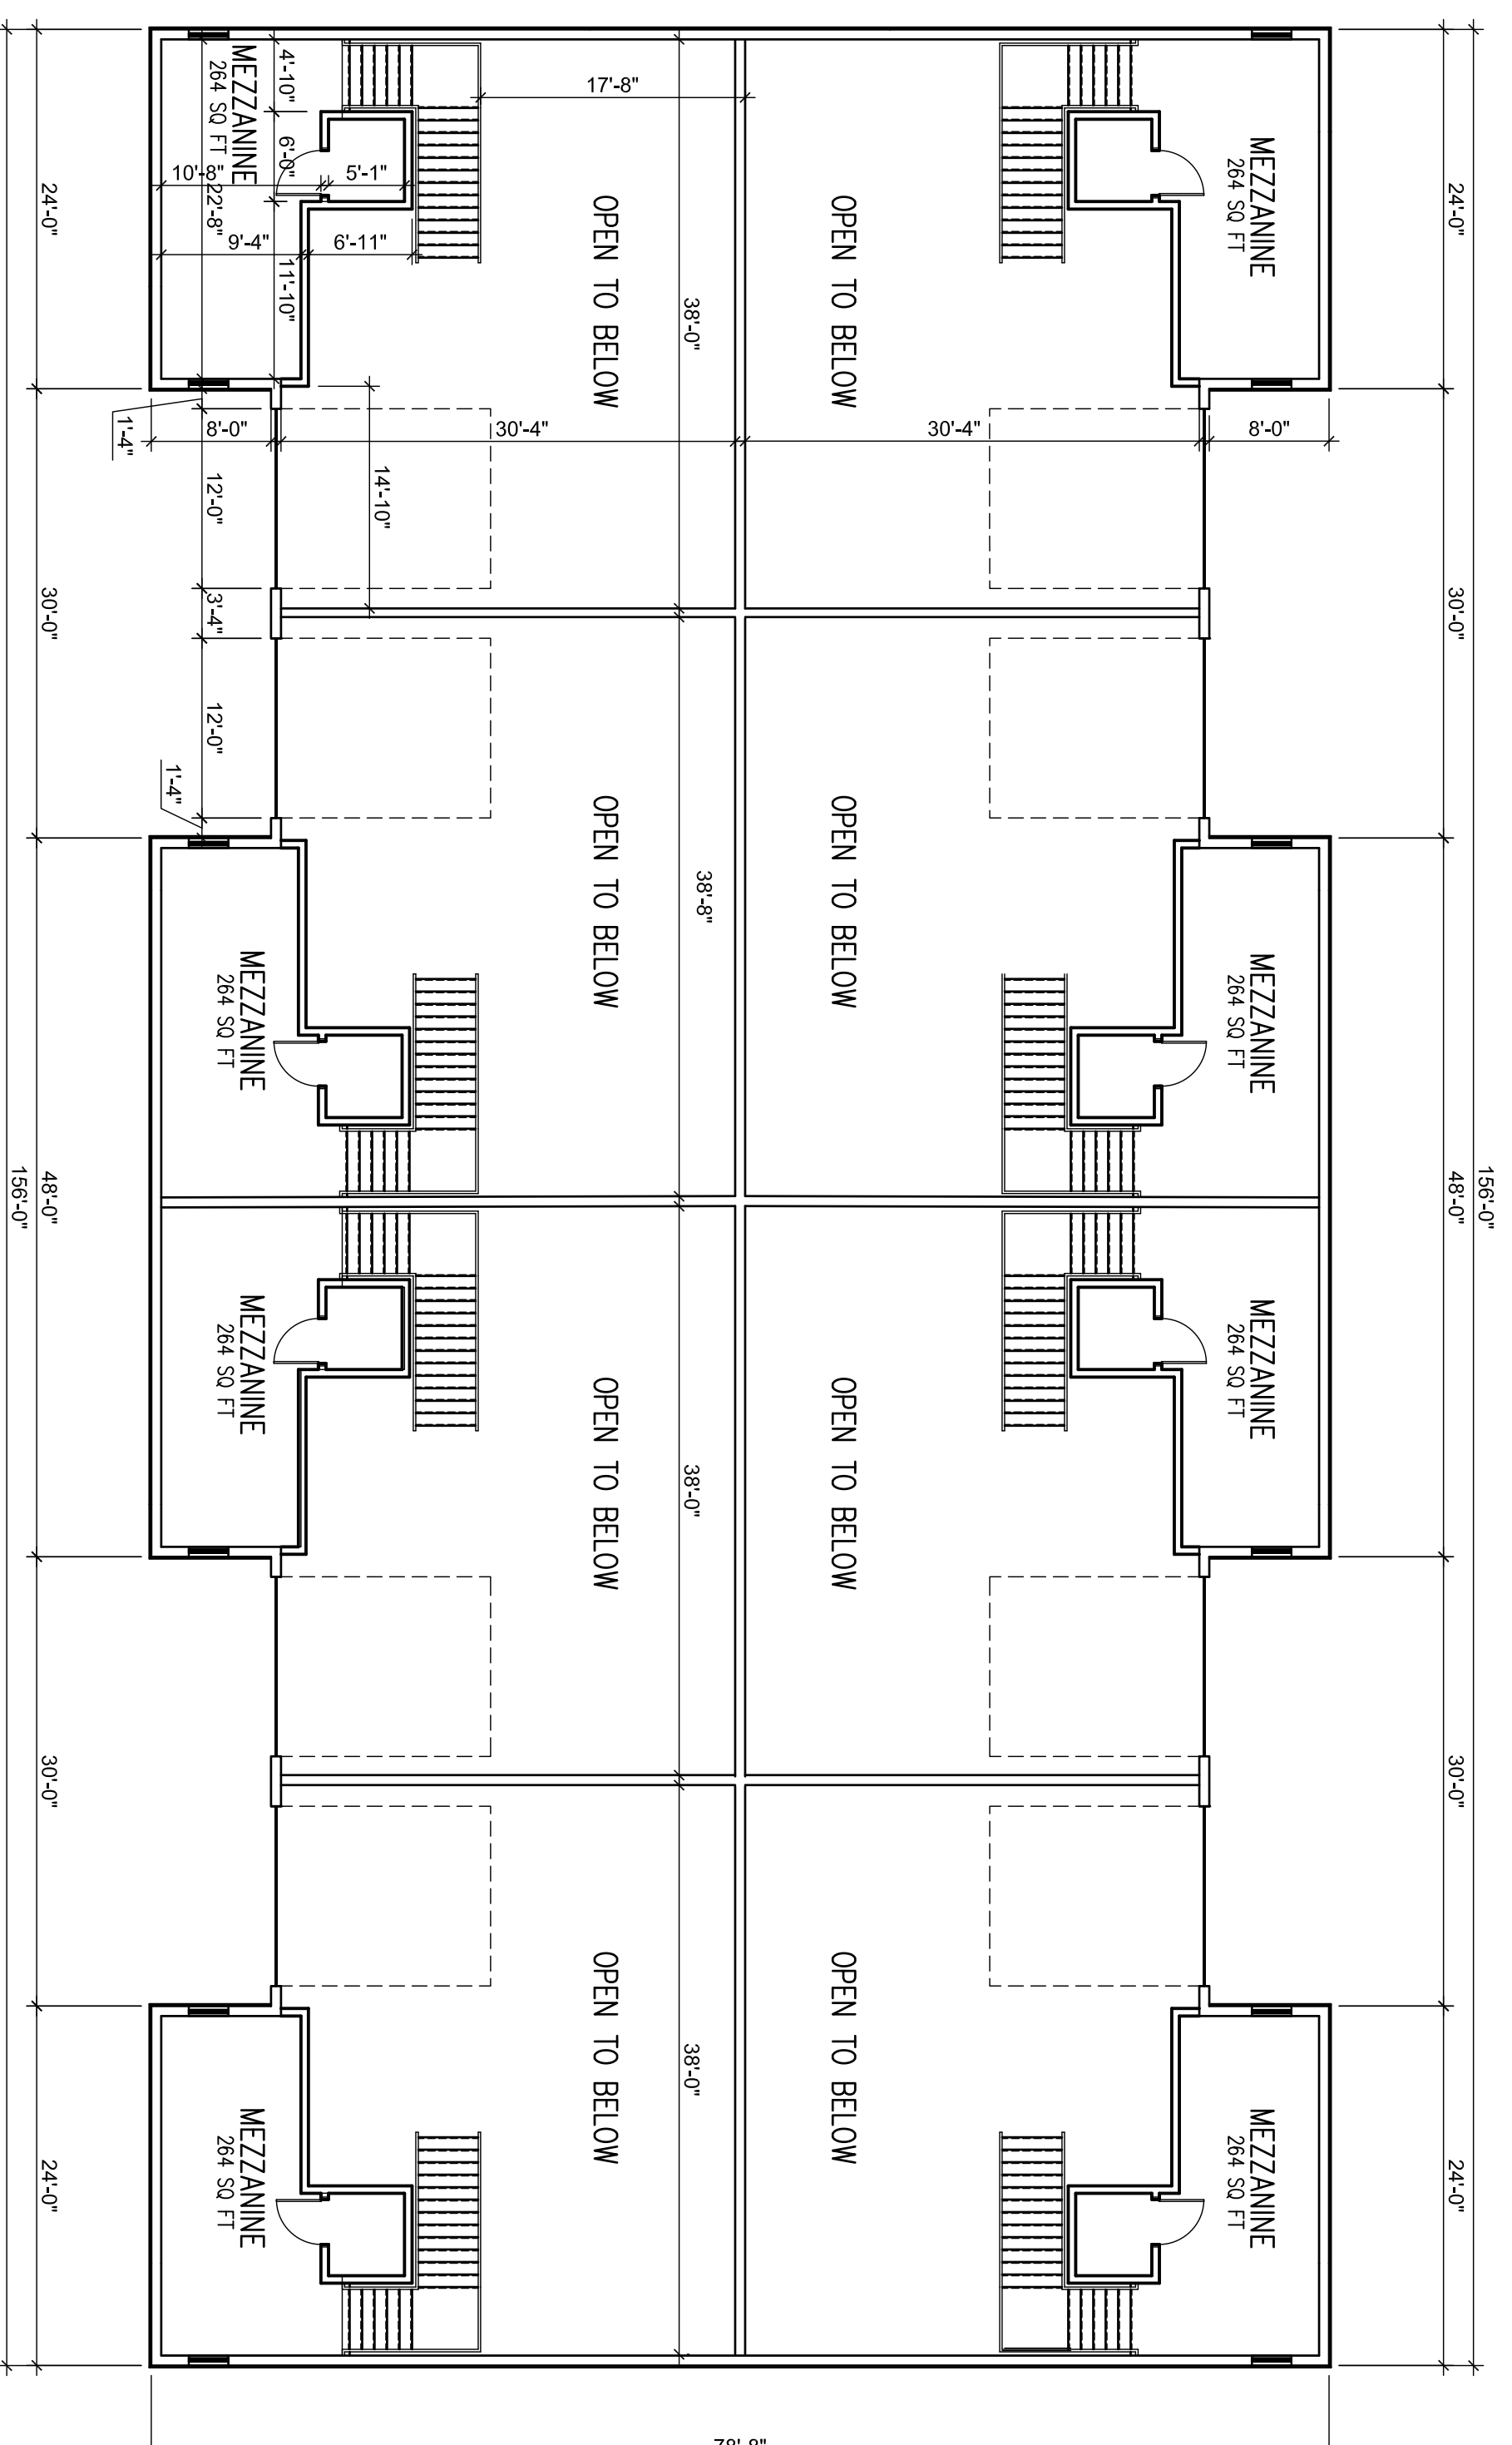 156'-0"
24'-0"
30'-0"
48'-0"
30'-0"
24'-0"
MEZZANINE
264 SQ FT
MEZZANINE
264 SQ FT
MEZZANINE
264 SQ FT
MEZZANINE
264 SQ FT
8'-0"
30'-4"
OPEN TO BELOW
OPEN TO BELOW
OPEN TO BELOW
OPEN TO BELOW
17'-8"
38'-0"
38'-8"
38'-0"
38'-0"
OPEN TO BELOW
OPEN TO BELOW
OPEN TO BELOW
OPEN TO BELOW
30'-4"
14'-10"
5'-1"
6'-11"
4'-10"
6'-0"
11'-10"
MEZZANINE
264 SQ FT
MEZZANINE
264 SQ FT
MEZZANINE
264 SQ FT
MEZZANINE
264 SQ FT
10'-8"
9'-4"
8'-0"
22'-8"
1'-4"
12'-0"
3'-4"
12'-0"
1'-4"
24'-0"
30'-0"
48'-0"
30'-0"
24'-0"
156'-0"
78'-8"